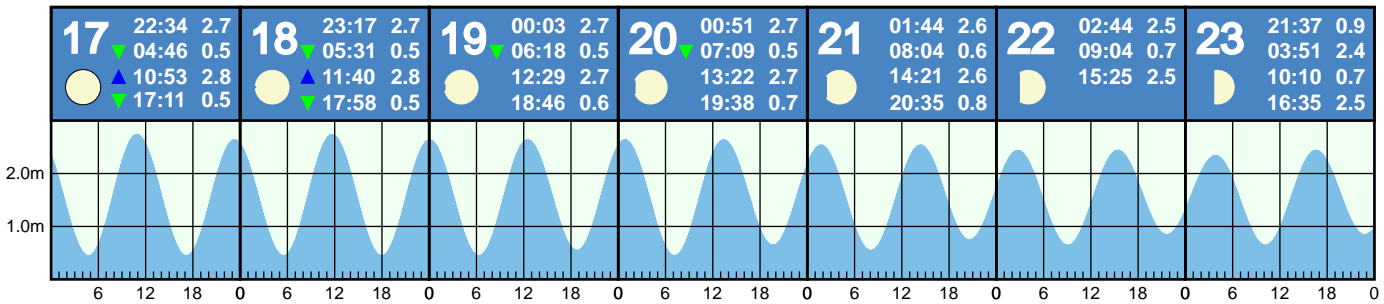 17 22:34 2.7
▼ 04:46 0.5
▲ 10:53 2.8
▼ 17:11 0.5
18 23:17 2.7
▼ 05:31 0.5
▲ 11:40 2.8
▼ 17:58 0.5
19 00:03 2.7
▼ 06:18 0.5
12:29 2.7
18:46 0.6
20 00:51 2.7
▼ 07:09 0.5
13:22 2.7
19:38 0.7
21 01:44 2.6
08:04 0.6
14:21 2.6
20:35 0.8
22 02:44 2.5
09:04 0.7
15:25 2.5
23 21:37 0.9
03:51 2.4
10:10 0.7
16:35 2.5
2.0m
1.0m
6 12 18 0 6 12 18 0 6 12 18 0 6 12 18 0 6 12 18 0 6 12 18 0 6 12 18 0